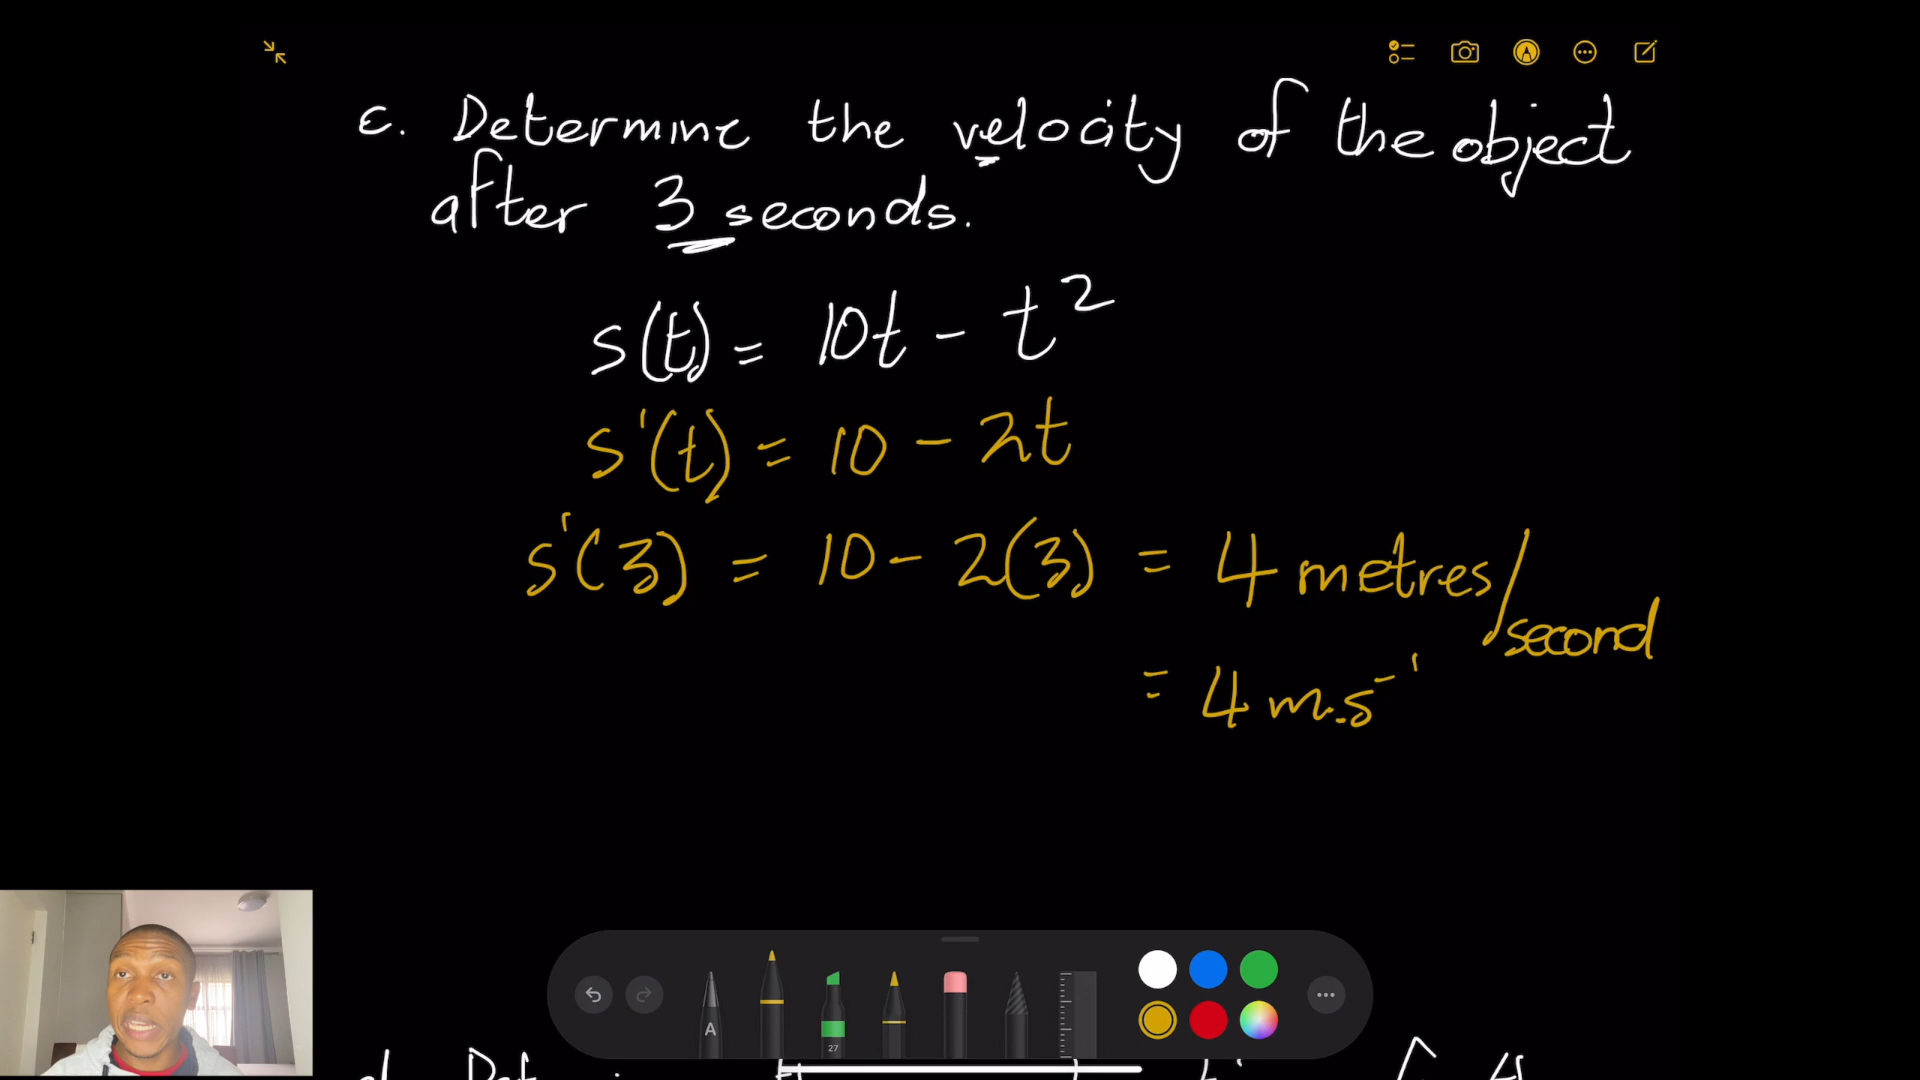 c. Determine the velocity of the object
after 3 seconds.
s(t) = 10t - t²
s'(t) = 10 - 2t
s'(3) = 10 - 2(3) = 4 metres/second
= 4 m.s⁻¹
A
27